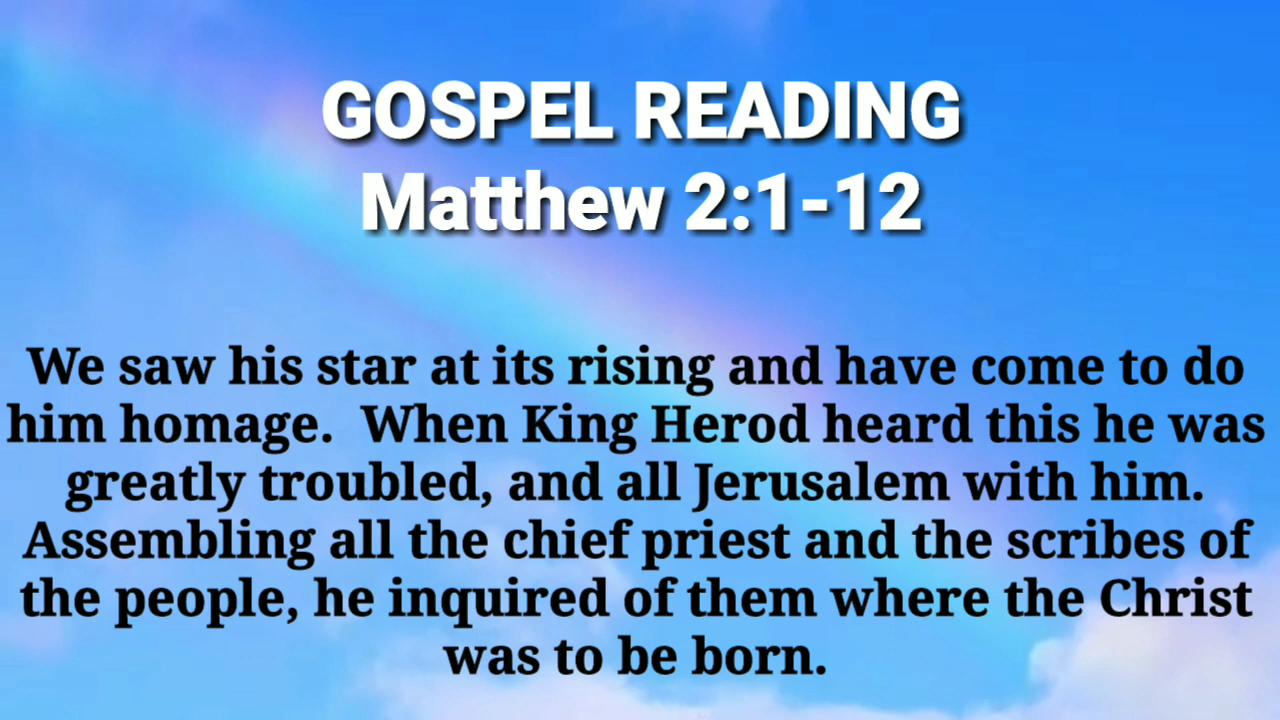 GOSPEL READING
Matthew 2:1-12
We saw his star at its rising and have come to do
him homage.  When King Herod heard this he was
greatly troubled, and all Jerusalem with him.
Assembling all the chief priest and the scribes of
the people, he inquired of them where the Christ
was to be born.